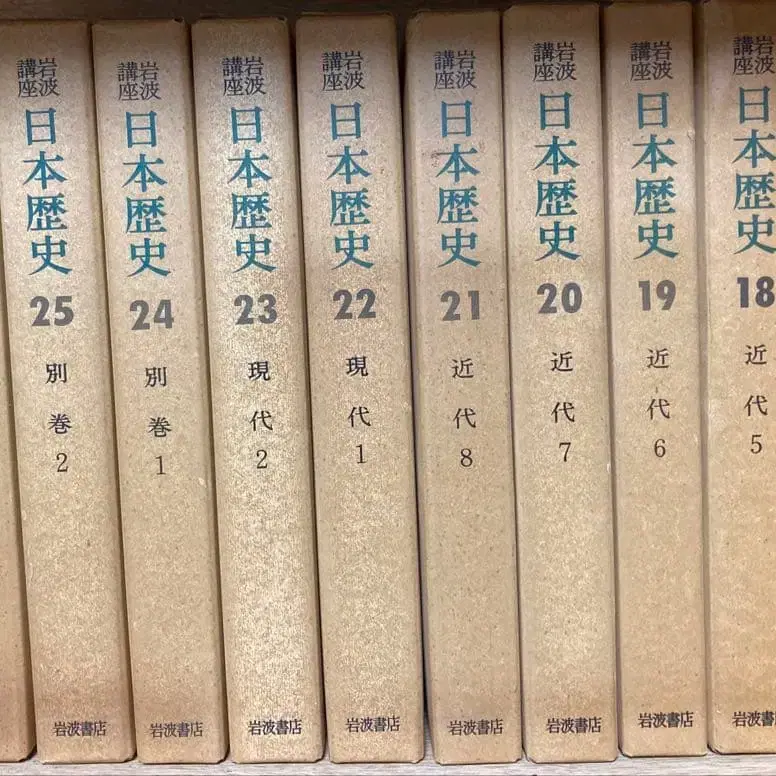 岩波
講座
日本歴史
25
別巻2
岩波書店
岩波
講座
日本歴史
24
別巻1
岩波書店
岩波
講座
日本歴史
23
現代2
岩波書店
岩波
講座
日本歴史
22
現代1
岩波書店
岩波
講座
日本歴史
21
近代8
岩波書店
岩波
講座
日本歴史
20
近代7
岩波書店
岩波
講座
日本歴史
19
近代6
岩波書店
岩波
講座
日本歴史
18
近代5
岩波書店